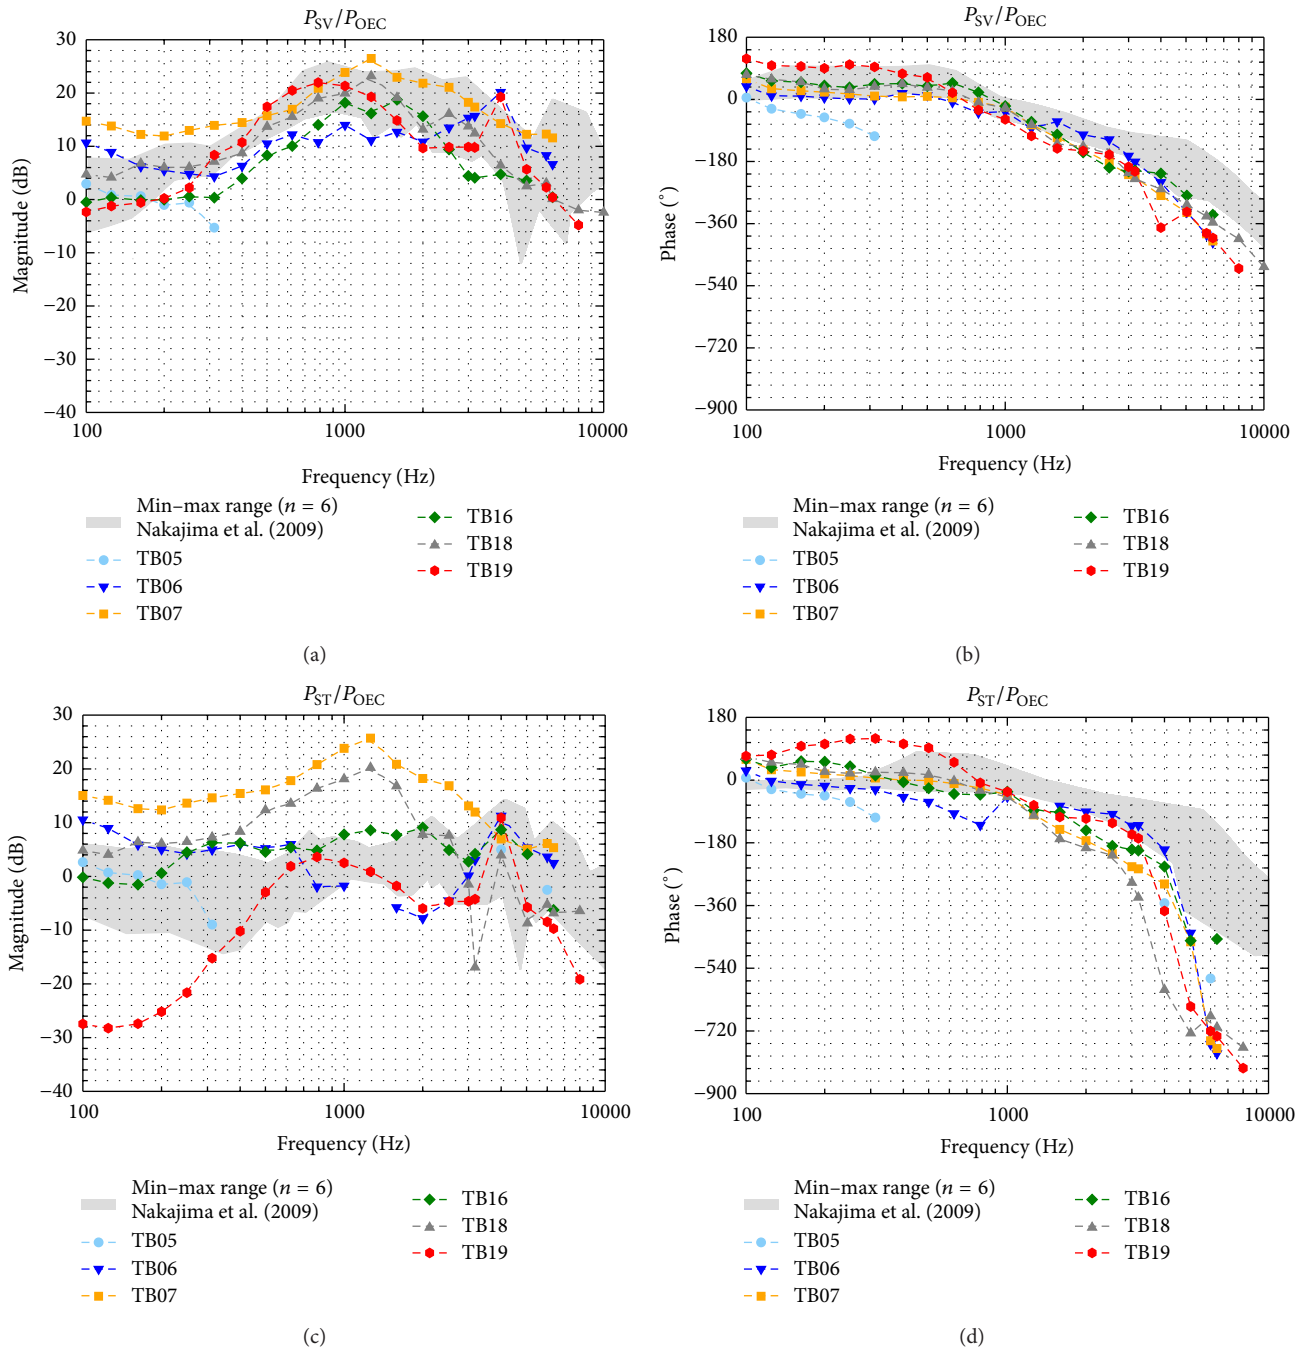 P_SV/P_OEC
30
20
10
0
−10
−20
−30
−40
Magnitude (dB)
100
1000
10000
Frequency (Hz)
Min–max range (n = 6)
Nakajima et al. (2009)
TB05
TB06
TB07
TB16
TB18
TB19
(a)
P_SV/P_OEC
180
0
−180
−360
−540
−720
−900
Phase (°)
100
1000
10000
Frequency (Hz)
Min–max range (n = 6)
Nakajima et al. (2009)
TB05
TB06
TB07
TB16
TB18
TB19
(b)
P_ST/P_OEC
30
20
10
0
−10
−20
−30
−40
Magnitude (dB)
100
1000
10000
Frequency (Hz)
Min–max range (n = 6)
Nakajima et al. (2009)
TB05
TB06
TB07
TB16
TB18
TB19
(c)
P_ST/P_OEC
180
0
−180
−360
−540
−720
−900
Phase (°)
100
1000
10000
Frequency (Hz)
Min–max range (n = 6)
Nakajima et al. (2009)
TB05
TB06
TB07
TB16
TB18
TB19
(d)